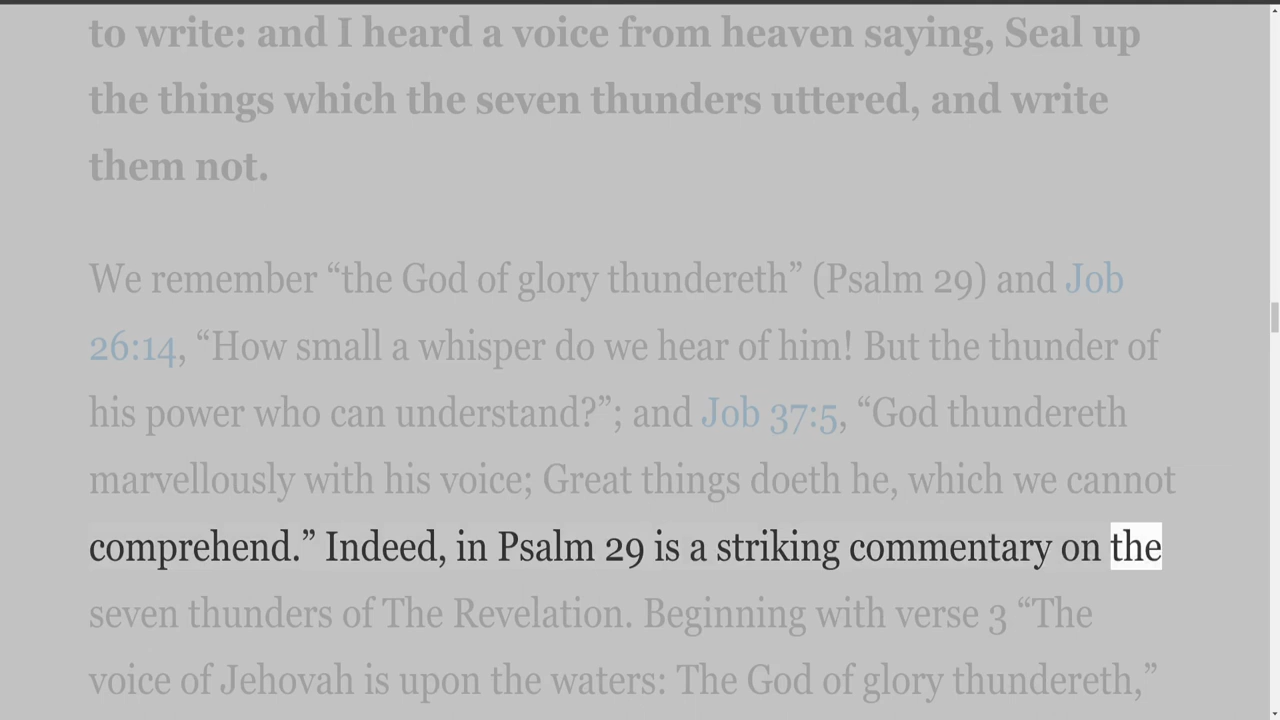 to write: and I heard a voice from heaven saying, Seal up
the things which the seven thunders uttered, and write
them not.
We remember “the God of glory thundereth” (Psalm 29) and Job
26:14, “How small a whisper do we hear of him! But the thunder of
his power who can understand?”; and Job 37:5, “God thundereth
marvellously with his voice; Great things doeth he, which we cannot
comprehend.” Indeed, in Psalm 29 is a striking commentary on the
seven thunders of The Revelation. Beginning with verse 3 “The
voice of Jehovah is upon the waters: The God of glory thundereth,”